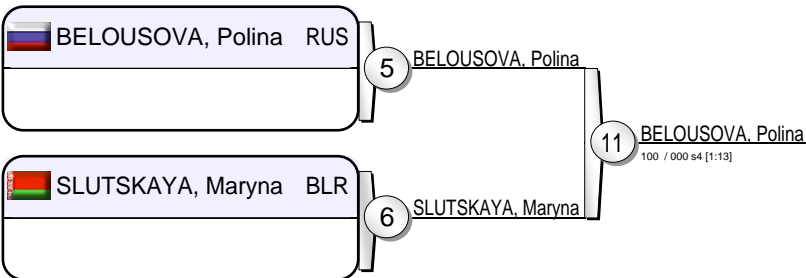 BELOUSOVA, Polina RUS
5
BELOUSOVA, Polina
11
BELOUSOVA, Polina
100 / 000 s4 [1:13]
SLUTSKAYA, Maryna BLR
6
SLUTSKAYA, Maryna